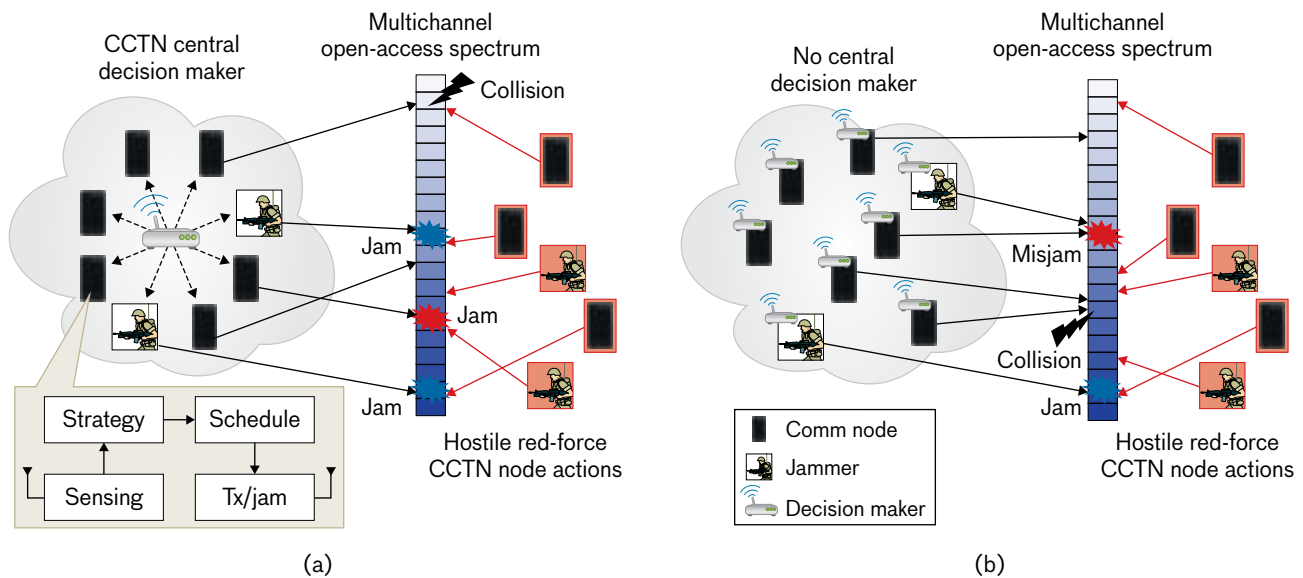 CCTN central
decision maker
Multichannel
open-access spectrum
Collision
Jam
Jam
Jam
Strategy
Schedule
Sensing
Tx/jam
Hostile red-force
CCTN node actions
(a)
No central
decision maker
Multichannel
open-access spectrum
Misjam
Collision
Jam
Comm node
Jammer
Decision maker
Hostile red-force
CCTN node actions
(b)